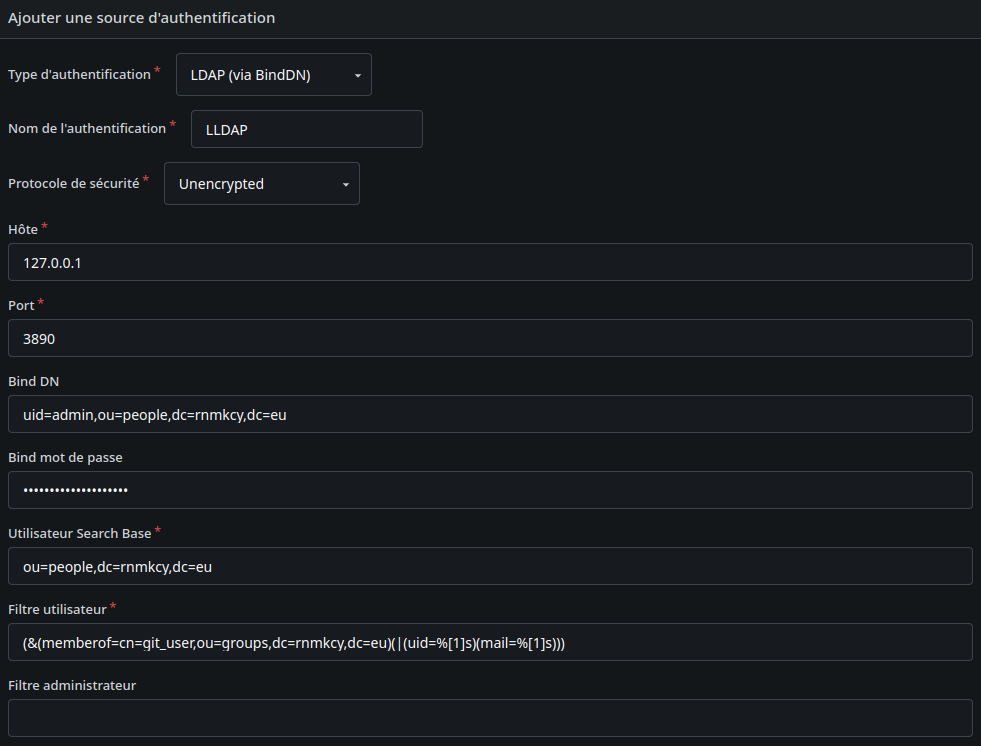 Ajouter une source d'authentification
Type d'authentification *
LDAP (via BindDN)
Nom de l'authentification *
LLDAP
Protocole de sécurité *
Unencrypted
Hôte *
127.0.0.1
Port *
3890
Bind DN
uid=admin,ou=people,dc=rnmkcy,dc=eu
Bind mot de passe
••••••••••••••••••••
Utilisateur Search Base *
ou=people,dc=rnmkcy,dc=eu
Filtre utilisateur *
(&(memberof=cn=git_user,ou=groups,dc=rnmkcy,dc=eu)(|(uid=%[1]s)(mail=%[1]s)))
Filtre administrateur